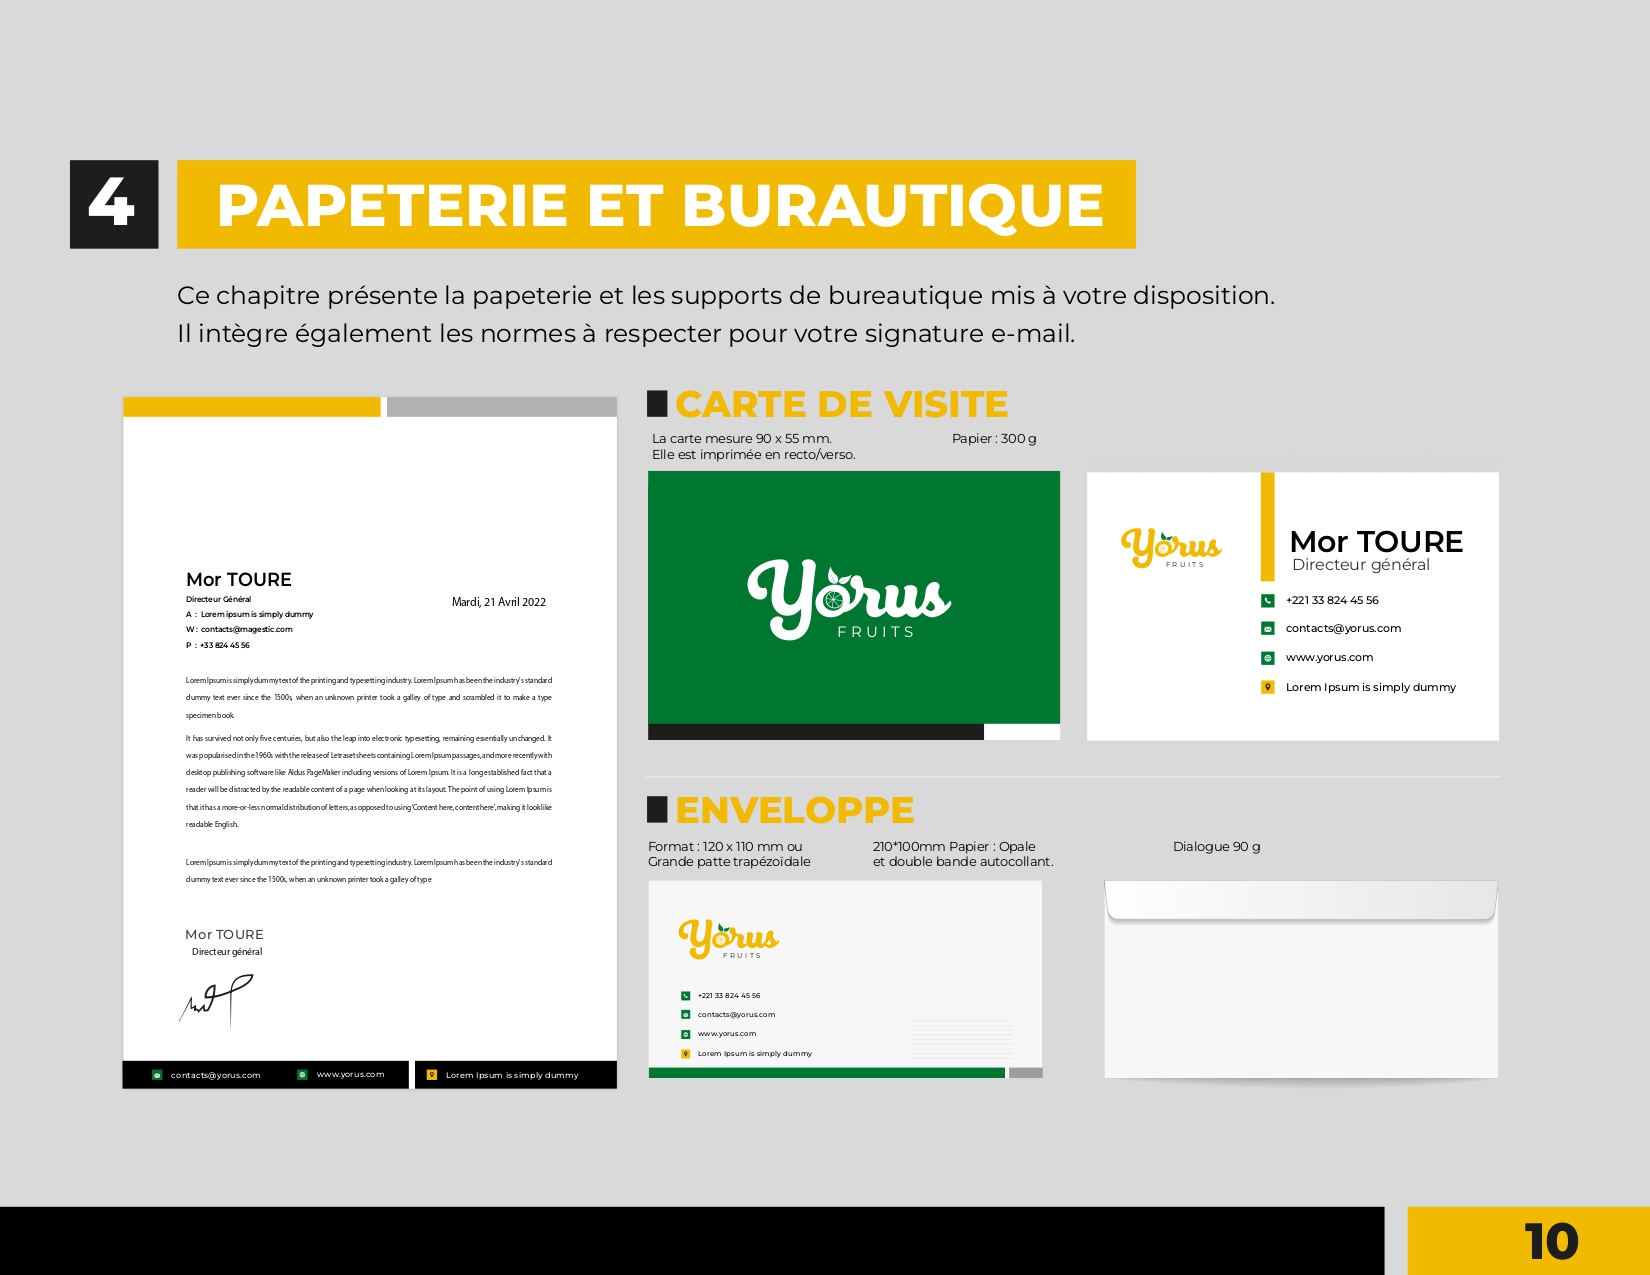 4
PAPETERIE ET BURAUTIQUE
Ce chapitre présente la papeterie et les supports de bureautique mis à votre disposition.
Il intègre également les normes à respecter pour votre signature e-mail.
Mor TOURE
Directeur Général
A : Lorem ipsum is simply dummy
W : contacts@magestic.com
P : +33 824 45 56
Mardi, 21 Avril 2022
Lorem Ipsum is simply dummy text of the printing and typesetting industry. Lorem Ipsum has been the industry's standard
dummy text ever since the 1500s, when an unknown printer took a galley of type and scrambled it to make a type
specimen book.
It has survived not only five centuries, but also the leap into electronic typesetting, remaining essentially unchanged. It
was popularised in the 1960s with the release of Letraset sheets containing Lorem Ipsum passages, and more recently with
desktop publishing software like Aldus PageMaker including versions of Lorem Ipsum. It is a long established fact that a
reader will be distracted by the readable content of a page when looking at its layout. The point of using Lorem Ipsum is
that it has a more-or-less normal distribution of letters, as opposed to using 'Content here, content here', making it look like
readable English.
Lorem Ipsum is simply dummy text of the printing and typesetting industry. Lorem Ipsum has been the industry's standard
dummy text ever since the 1500s, when an unknown printer took a galley of type
Mor TOURE
Directeur général
contacts@yorus.com
www.yorus.com
Lorem Ipsum is simply dummy
CARTE DE VISITE
La carte mesure 90 x 55 mm.
Elle est imprimée en recto/verso.
Papier : 300 g
Yorus
FRUITS
Yorus
FRUITS
Mor TOURE
Directeur général
+221 33 824 45 56
contacts@yorus.com
www.yorus.com
Lorem Ipsum is simply dummy
ENVELOPPE
Format : 120 x 110 mm ou
Grande patte trapézoïdale
210*100mm Papier : Opale
et double bande autocollant.
Dialogue 90 g
Yorus
FRUITS
+221 33 824 45 56
contacts@yorus.com
www.yorus.com
Lorem Ipsum is simply dummy
10